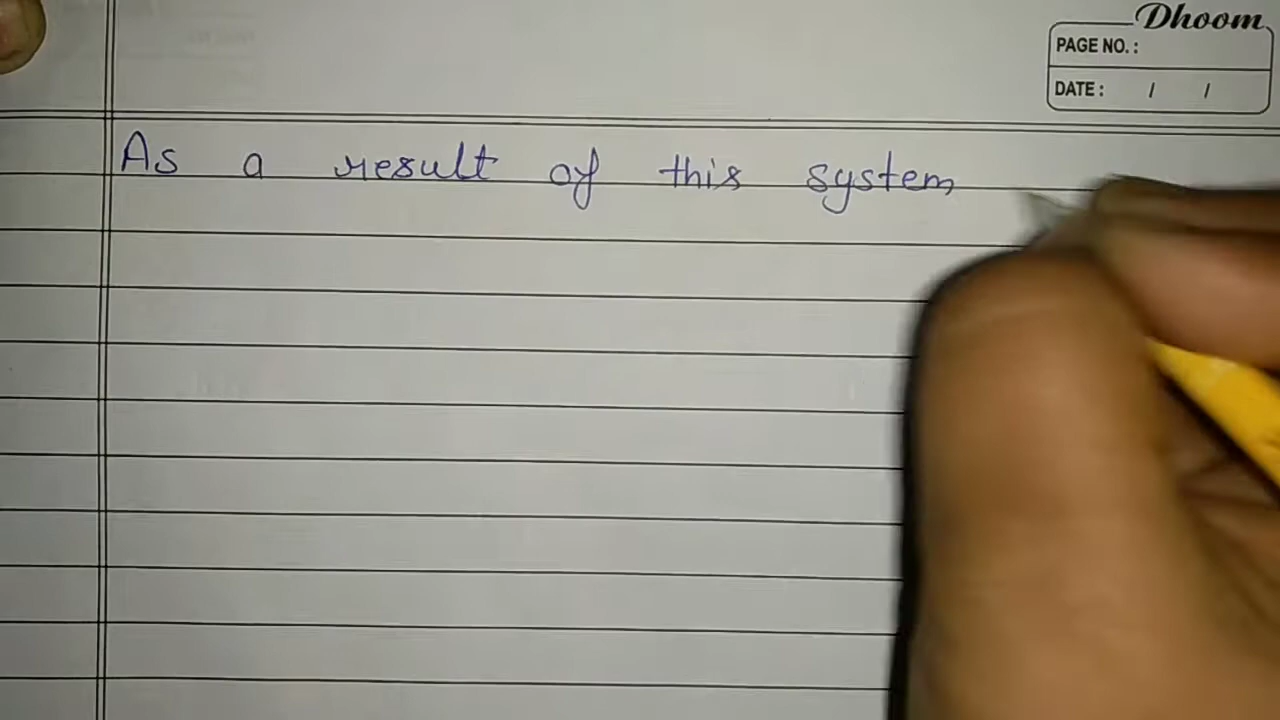 Dhoom
PAGE NO. :
DATE : / /
As a result of this system